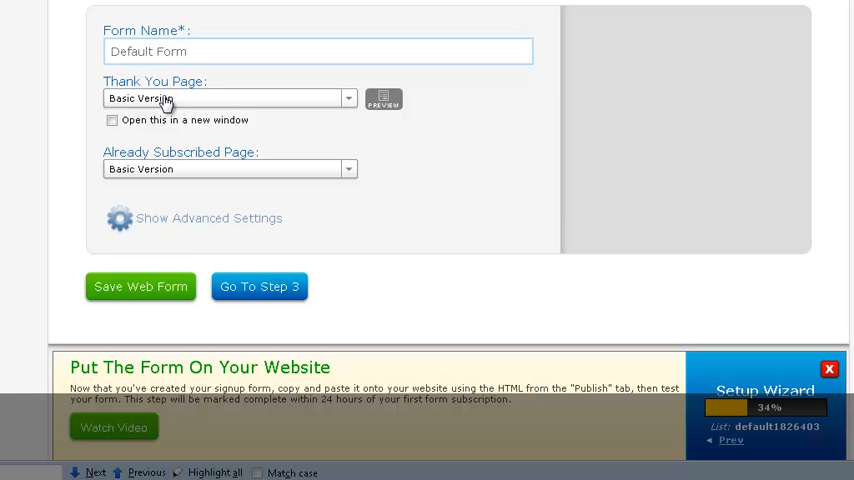 Form Name*:
Default Form
Thank You Page:
Basic Version
PREVIEW
Open this in a new window
Already Subscribed Page:
Basic Version
Show Advanced Settings
Save Web Form
Go To Step 3
Put The Form On Your Website
Now that you've created your signup form, copy and paste it onto your website using the HTML from the "Publish" tab, then test
your form. This step will be marked complete within 24 hours of your first form subscription.
Watch Video
X
Setup Wizard
34%
List: default1826403
Prev
Next Previous Highlight all Match case